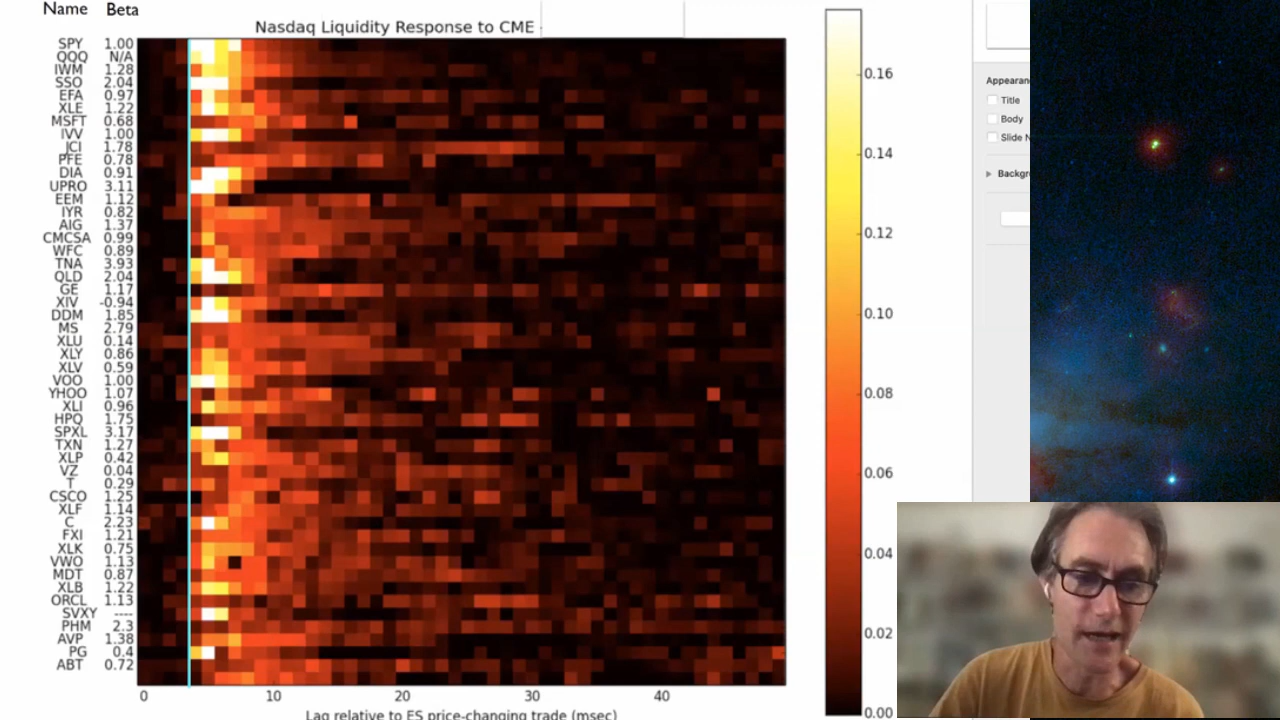 Name Beta
Nasdaq Liquidity Response to CME
SPY 1.00
QQQ N/A
IWM 1.28
SSO 2.04
EFA 0.97
XLE 1.22
MSFT 0.68
IVV 1.00
JCI 1.78
PFE 0.78
DIA 0.91
UPRO 3.11
EEM 1.12
IYR 0.82
AIG 1.37
CMCSA 0.99
WFC 0.89
TNA 3.93
QLD 2.04
GE 1.17
XIV -0.94
DDM 1.85
MS 2.79
XLU 0.14
XLY 0.86
XLV 0.59
VOO 1.00
YHOO 1.07
XLI 0.96
HPQ 1.75
SPXL 3.17
TXN 1.27
XLP 0.42
VZ 0.04
T 0.29
CSCO 1.25
XLF 1.14
C 2.23
FXI 1.21
XLK 0.75
VWO 1.13
MDT 0.87
XLB 1.22
ORCL 1.13
SVXY ----
PHM 2.3
AVP 1.38
PG 0.4
ABT 0.72
0 10 20 30 40
Lag relative to ES price-changing trade (msec)
0.16
0.14
0.12
0.10
0.08
0.06
0.04
0.02
0.00
Appearan
Title
Body
Slide N
Backgr